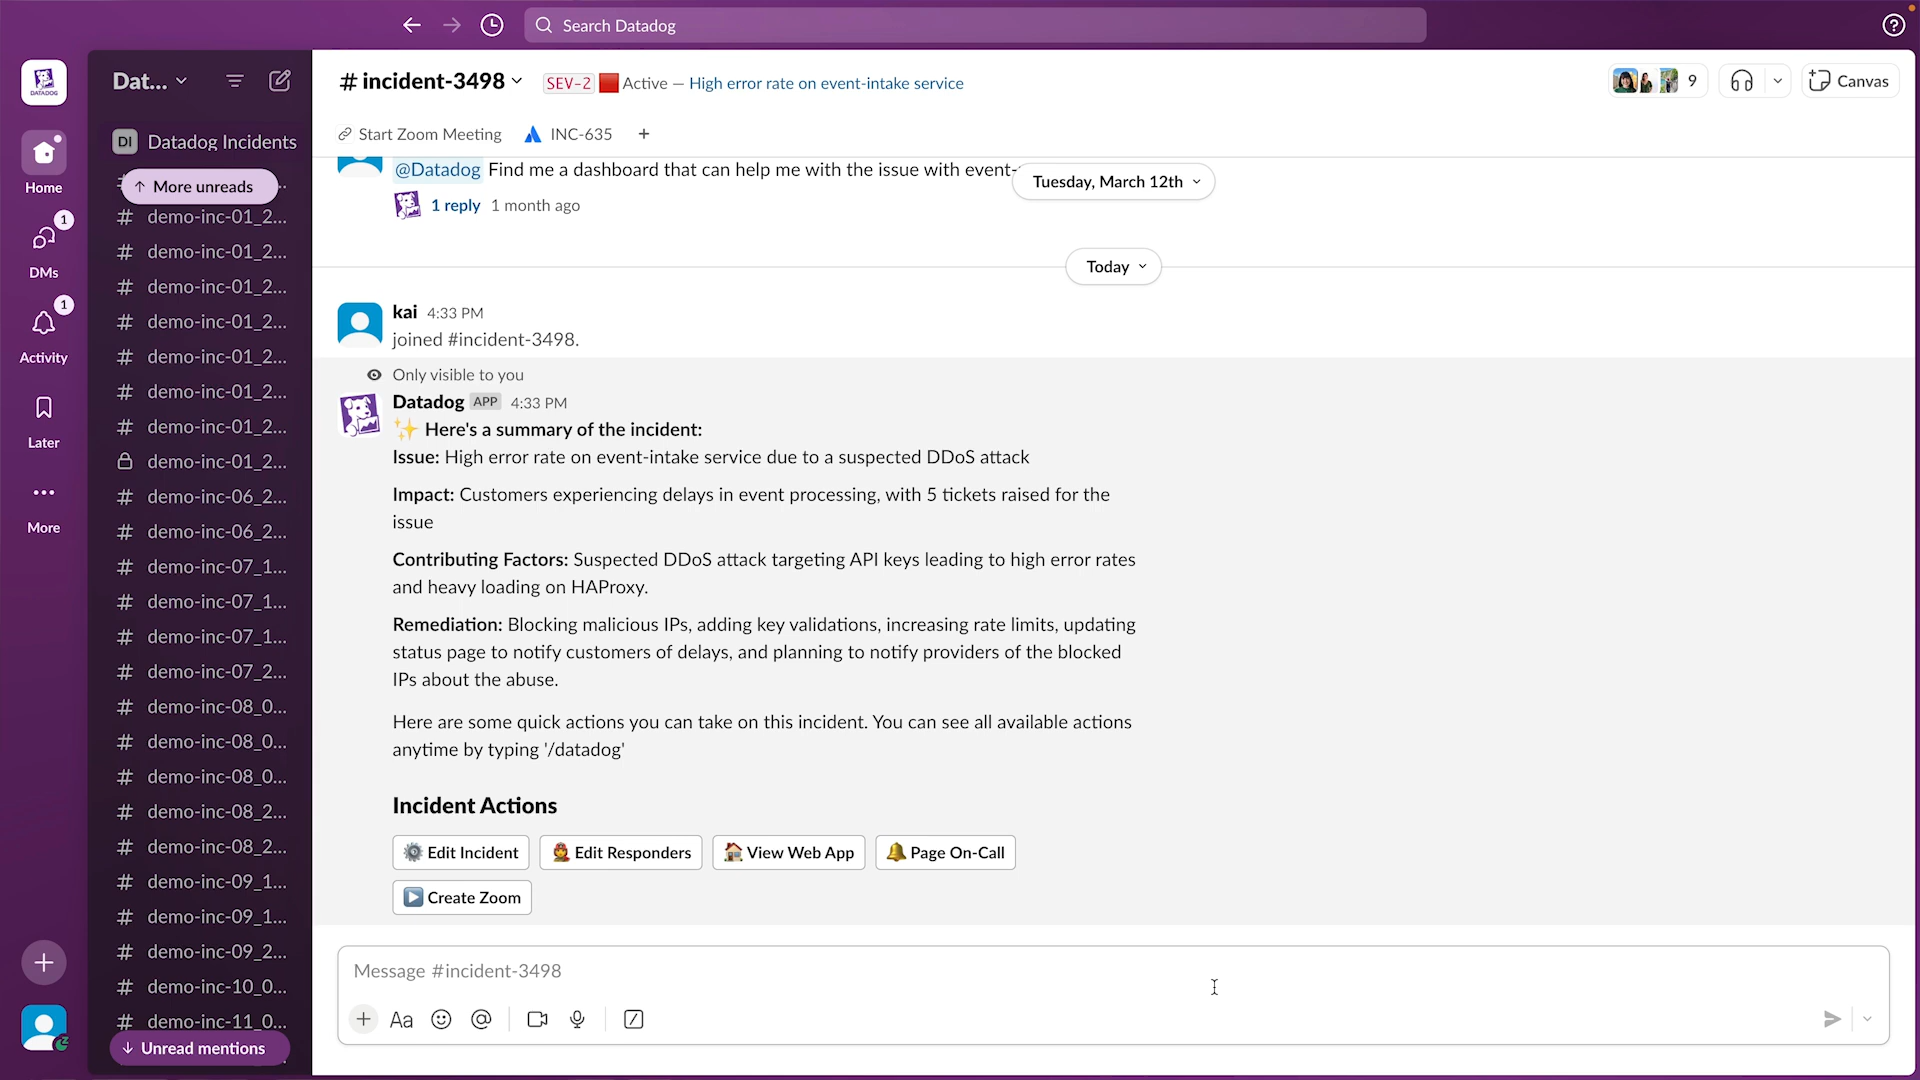 Search Datadog
DATADOG
Home
1
DMs
1
Activity
Later
More
Dat...
DI Datadog Incidents
↑ More unreads
# demo-inc-01_2...
# demo-inc-01_2...
# demo-inc-01_2...
# demo-inc-01_2...
# demo-inc-01_2...
# demo-inc-01_2...
# demo-inc-01_2...
demo-inc-01_2...
# demo-inc-06_2...
# demo-inc-06_2...
# demo-inc-07_1...
# demo-inc-07_1...
# demo-inc-07_1...
# demo-inc-07_2...
# demo-inc-08_0...
# demo-inc-08_0...
# demo-inc-08_0...
# demo-inc-08_2...
# demo-inc-08_2...
# demo-inc-09_1...
# demo-inc-09_1...
# demo-inc-09_2...
# demo-inc-10_0...
# demo-inc-11_0...
↓ Unread mentions
# incident-3498 SEV-2 Active — High error rate on event-intake service
9
Canvas
Start Zoom Meeting INC-635 +
@Datadog Find me a dashboard that can help me with the issue with event-
Tuesday, March 12th
1 reply 1 month ago
Today
kai 4:33 PM
joined #incident-3498.
Only visible to you
Datadog APP 4:33 PM
✨ Here's a summary of the incident:
Issue: High error rate on event-intake service due to a suspected DDoS attack
Impact: Customers experiencing delays in event processing, with 5 tickets raised for the
issue
Contributing Factors: Suspected DDoS attack targeting API keys leading to high error rates
and heavy loading on HAProxy.
Remediation: Blocking malicious IPs, adding key validations, increasing rate limits, updating
status page to notify customers of delays, and planning to notify providers of the blocked
IPs about the abuse.
Here are some quick actions you can take on this incident. You can see all available actions
anytime by typing '/datadog'
Incident Actions
Edit Incident Edit Responders View Web App Page On-Call
Create Zoom
Message #incident-3498
Aa